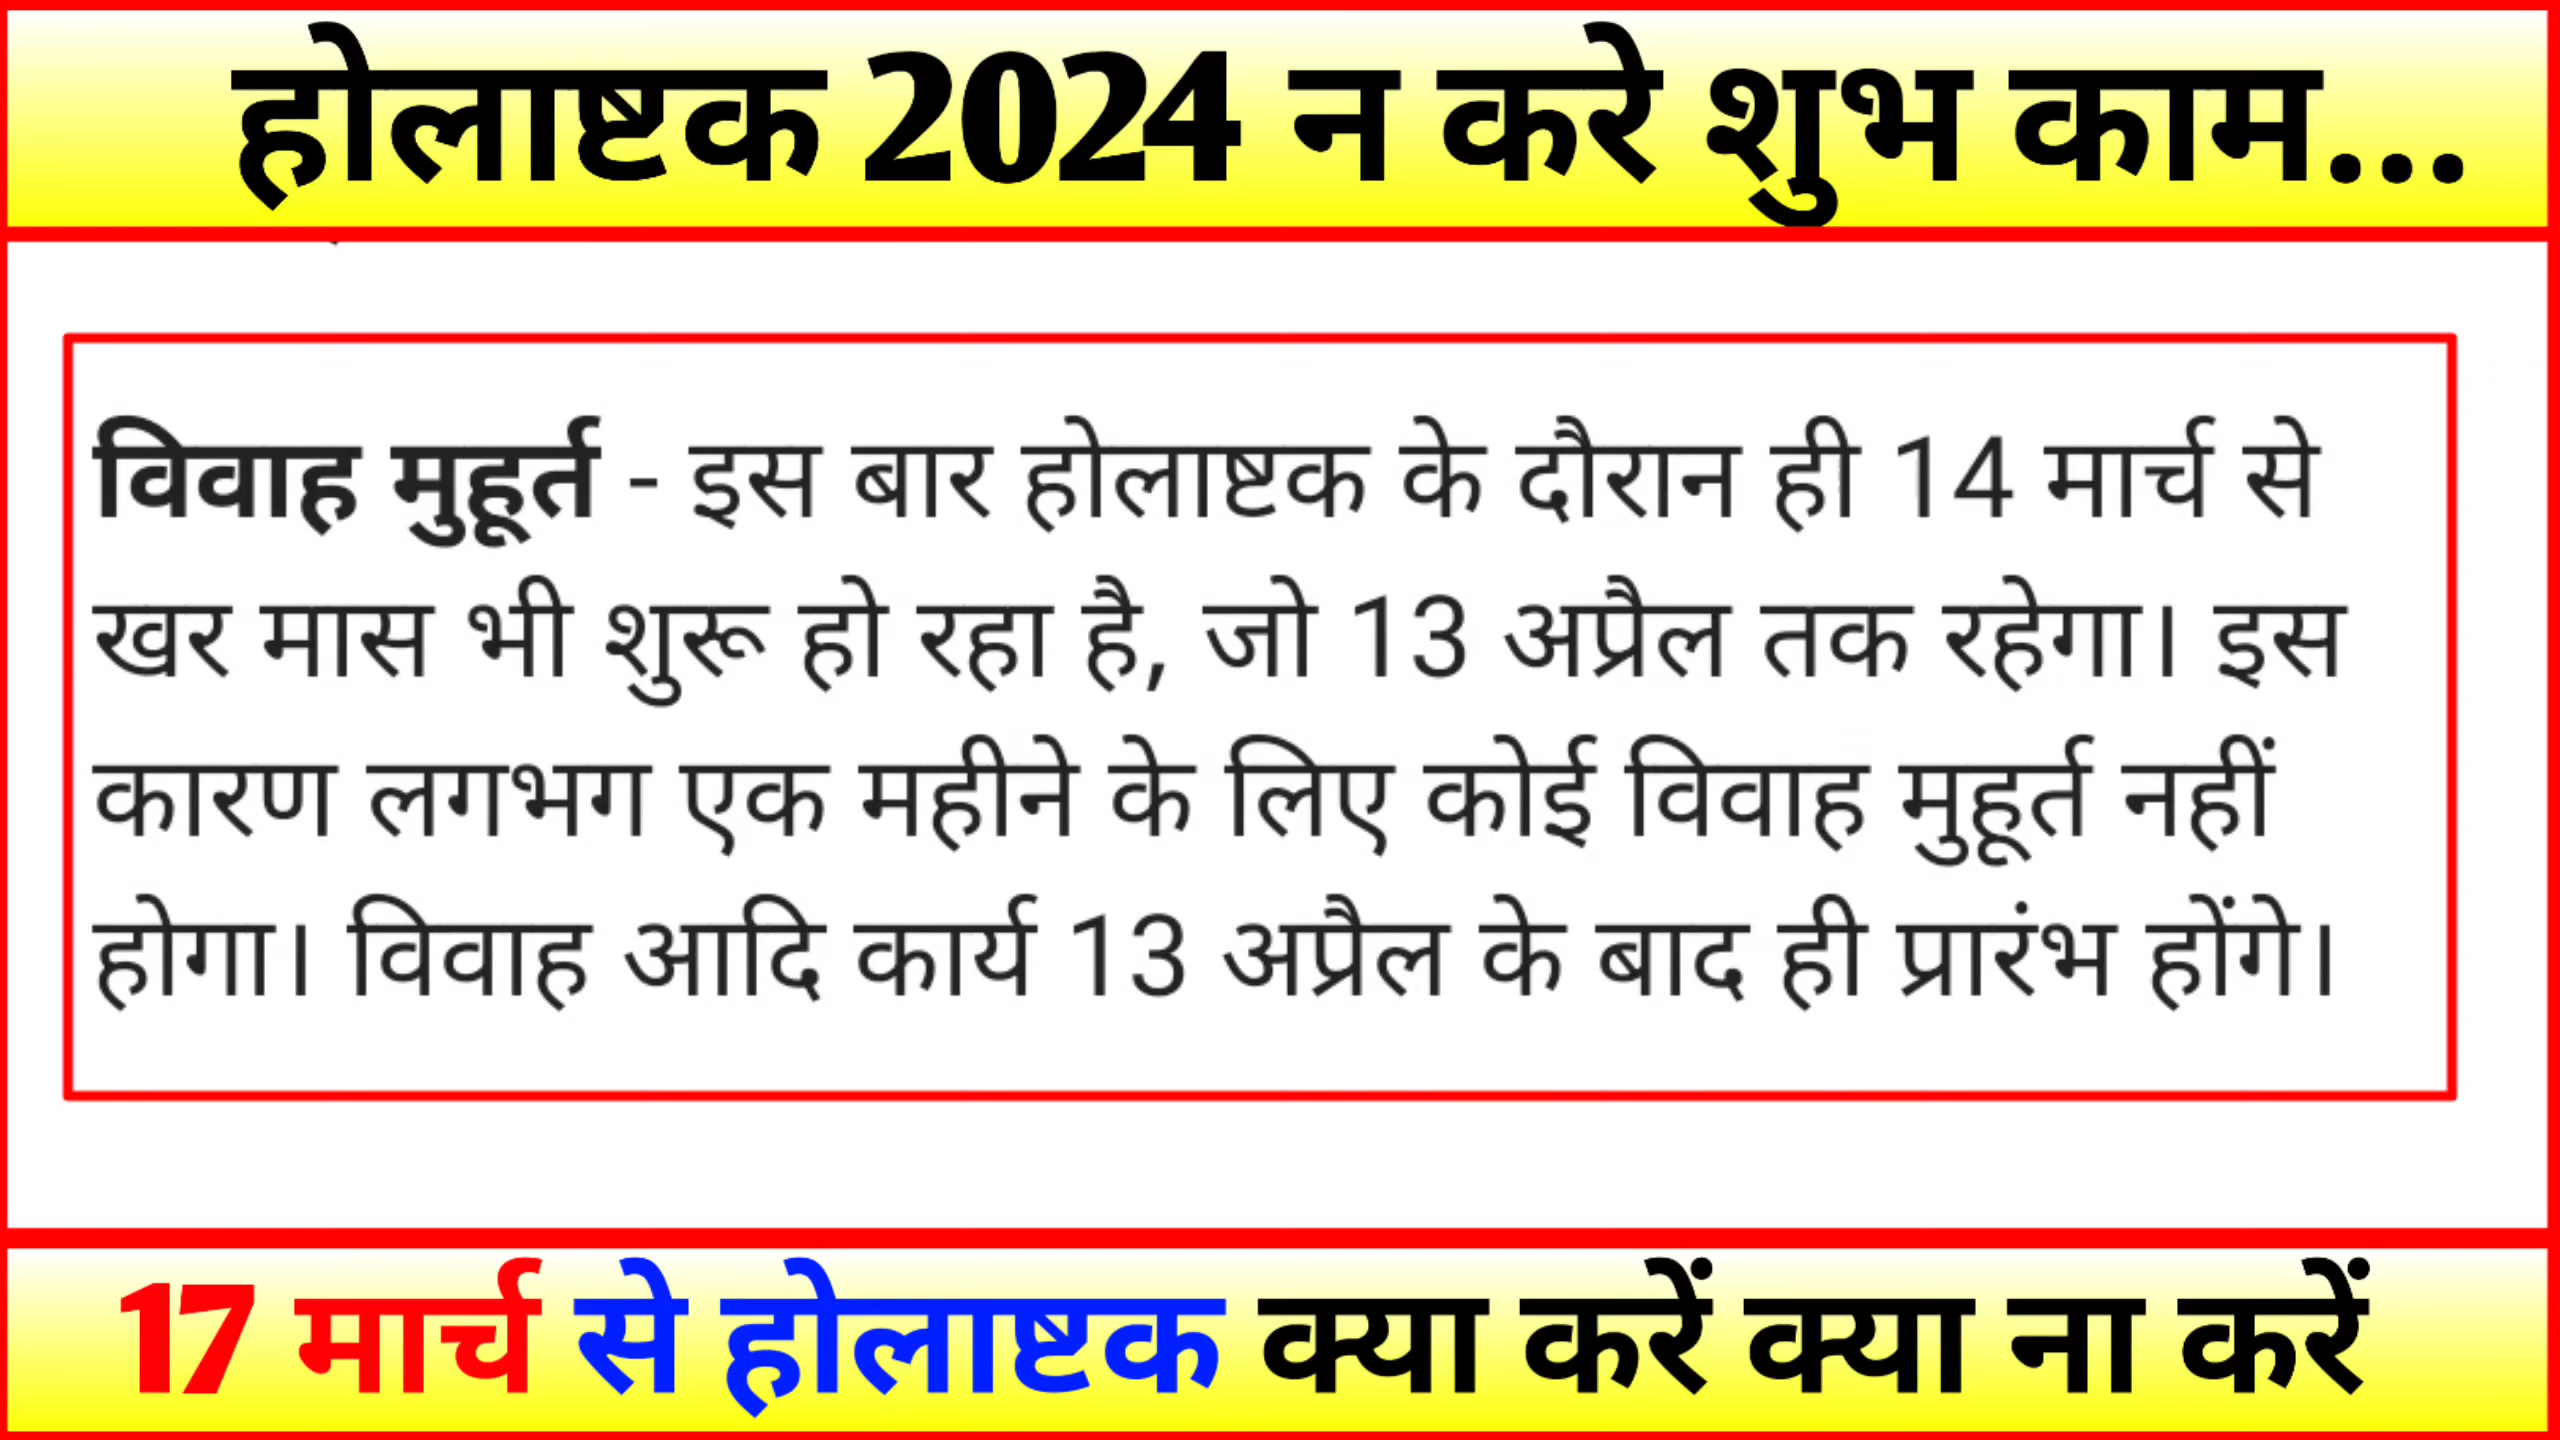 होलाष्टक 2024 न करे शुभ काम...
विवाह मुहूर्त - इस बार होलाष्टक के दौरान ही 14 मार्च से
खर मास भी शुरू हो रहा है, जो 13 अप्रैल तक रहेगा। इस
कारण लगभग एक महीने के लिए कोई विवाह मुहूर्त नहीं
होगा। विवाह आदि कार्य 13 अप्रैल के बाद ही प्रारंभ होंगे।
17 मार्च से होलाष्टक क्या करें क्या ना करें